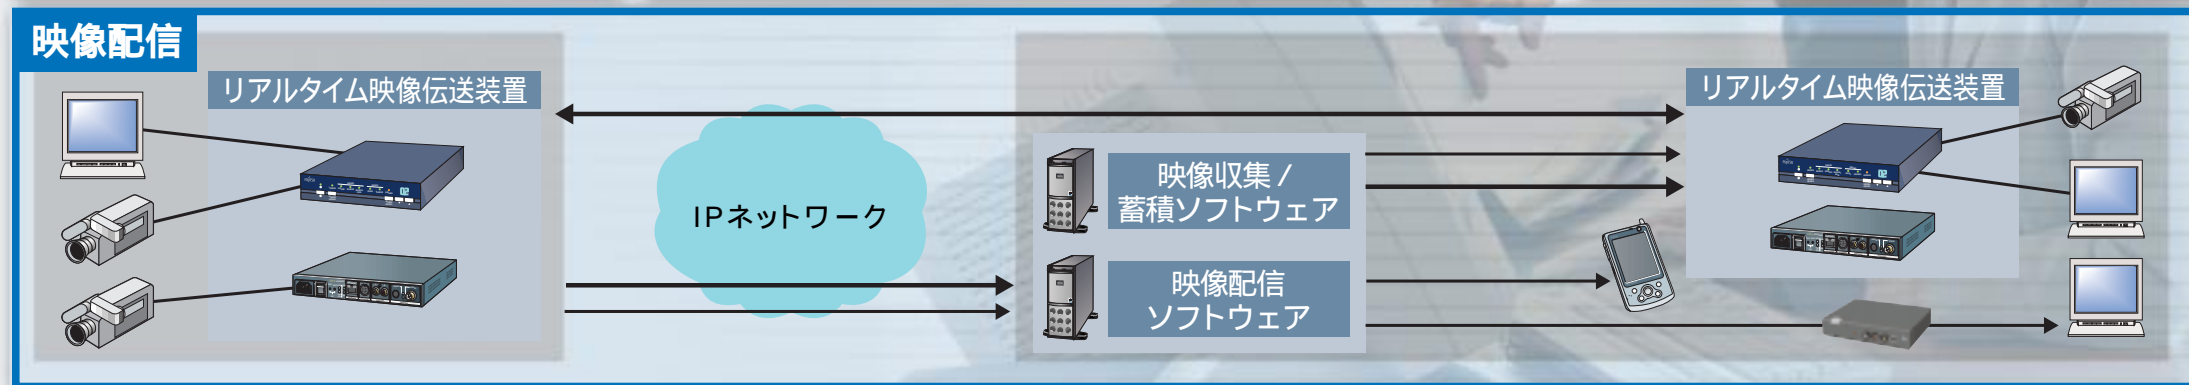 映像配信
リアルタイム映像伝送装置
IPネットワーク
映像収集 /
蓄積ソフトウェア
映像配信
ソフトウェア
リアルタイム映像伝送装置